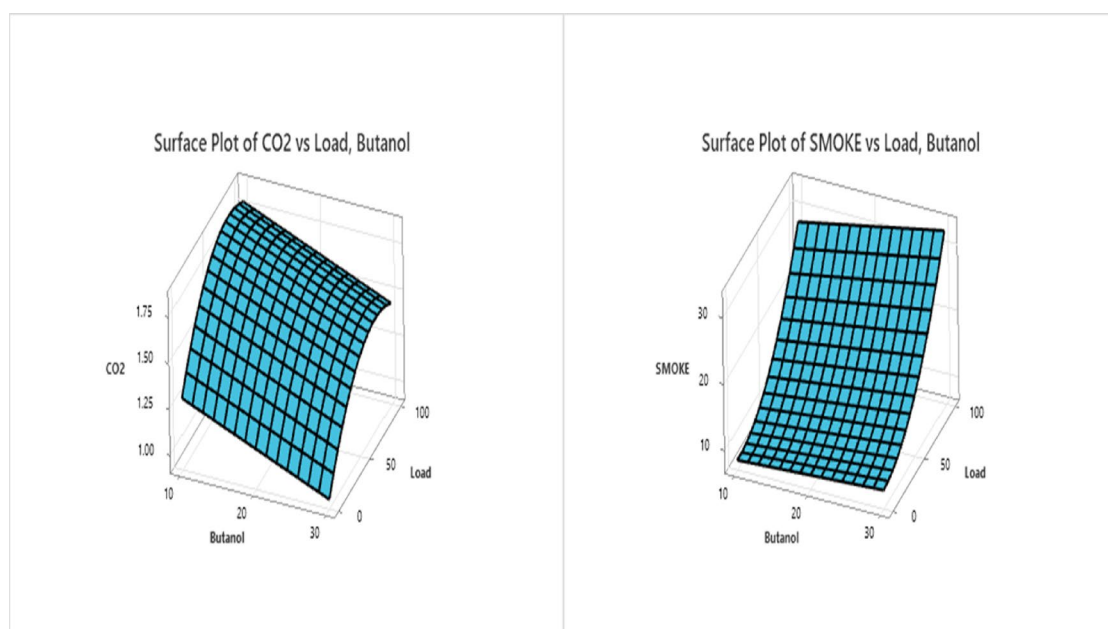 Surface Plot of CO2 vs Load, Butanol
1.75
1.50
CO2
1.25
1.00
100
50
Load
0
10
20
30
Butanol
Surface Plot of SMOKE vs Load, Butanol
30
SMOKE
20
10
100
50
Load
0
10
20
30
Butanol